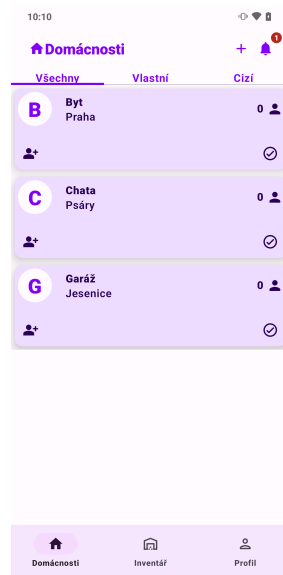 10:10
Domácnosti
1
Všechny Vlastní Cizí
B Byt 0
Praha
C Chata 0
Psáry
G Garáž 0
Jesenice
Domácnosti Inventář Profil